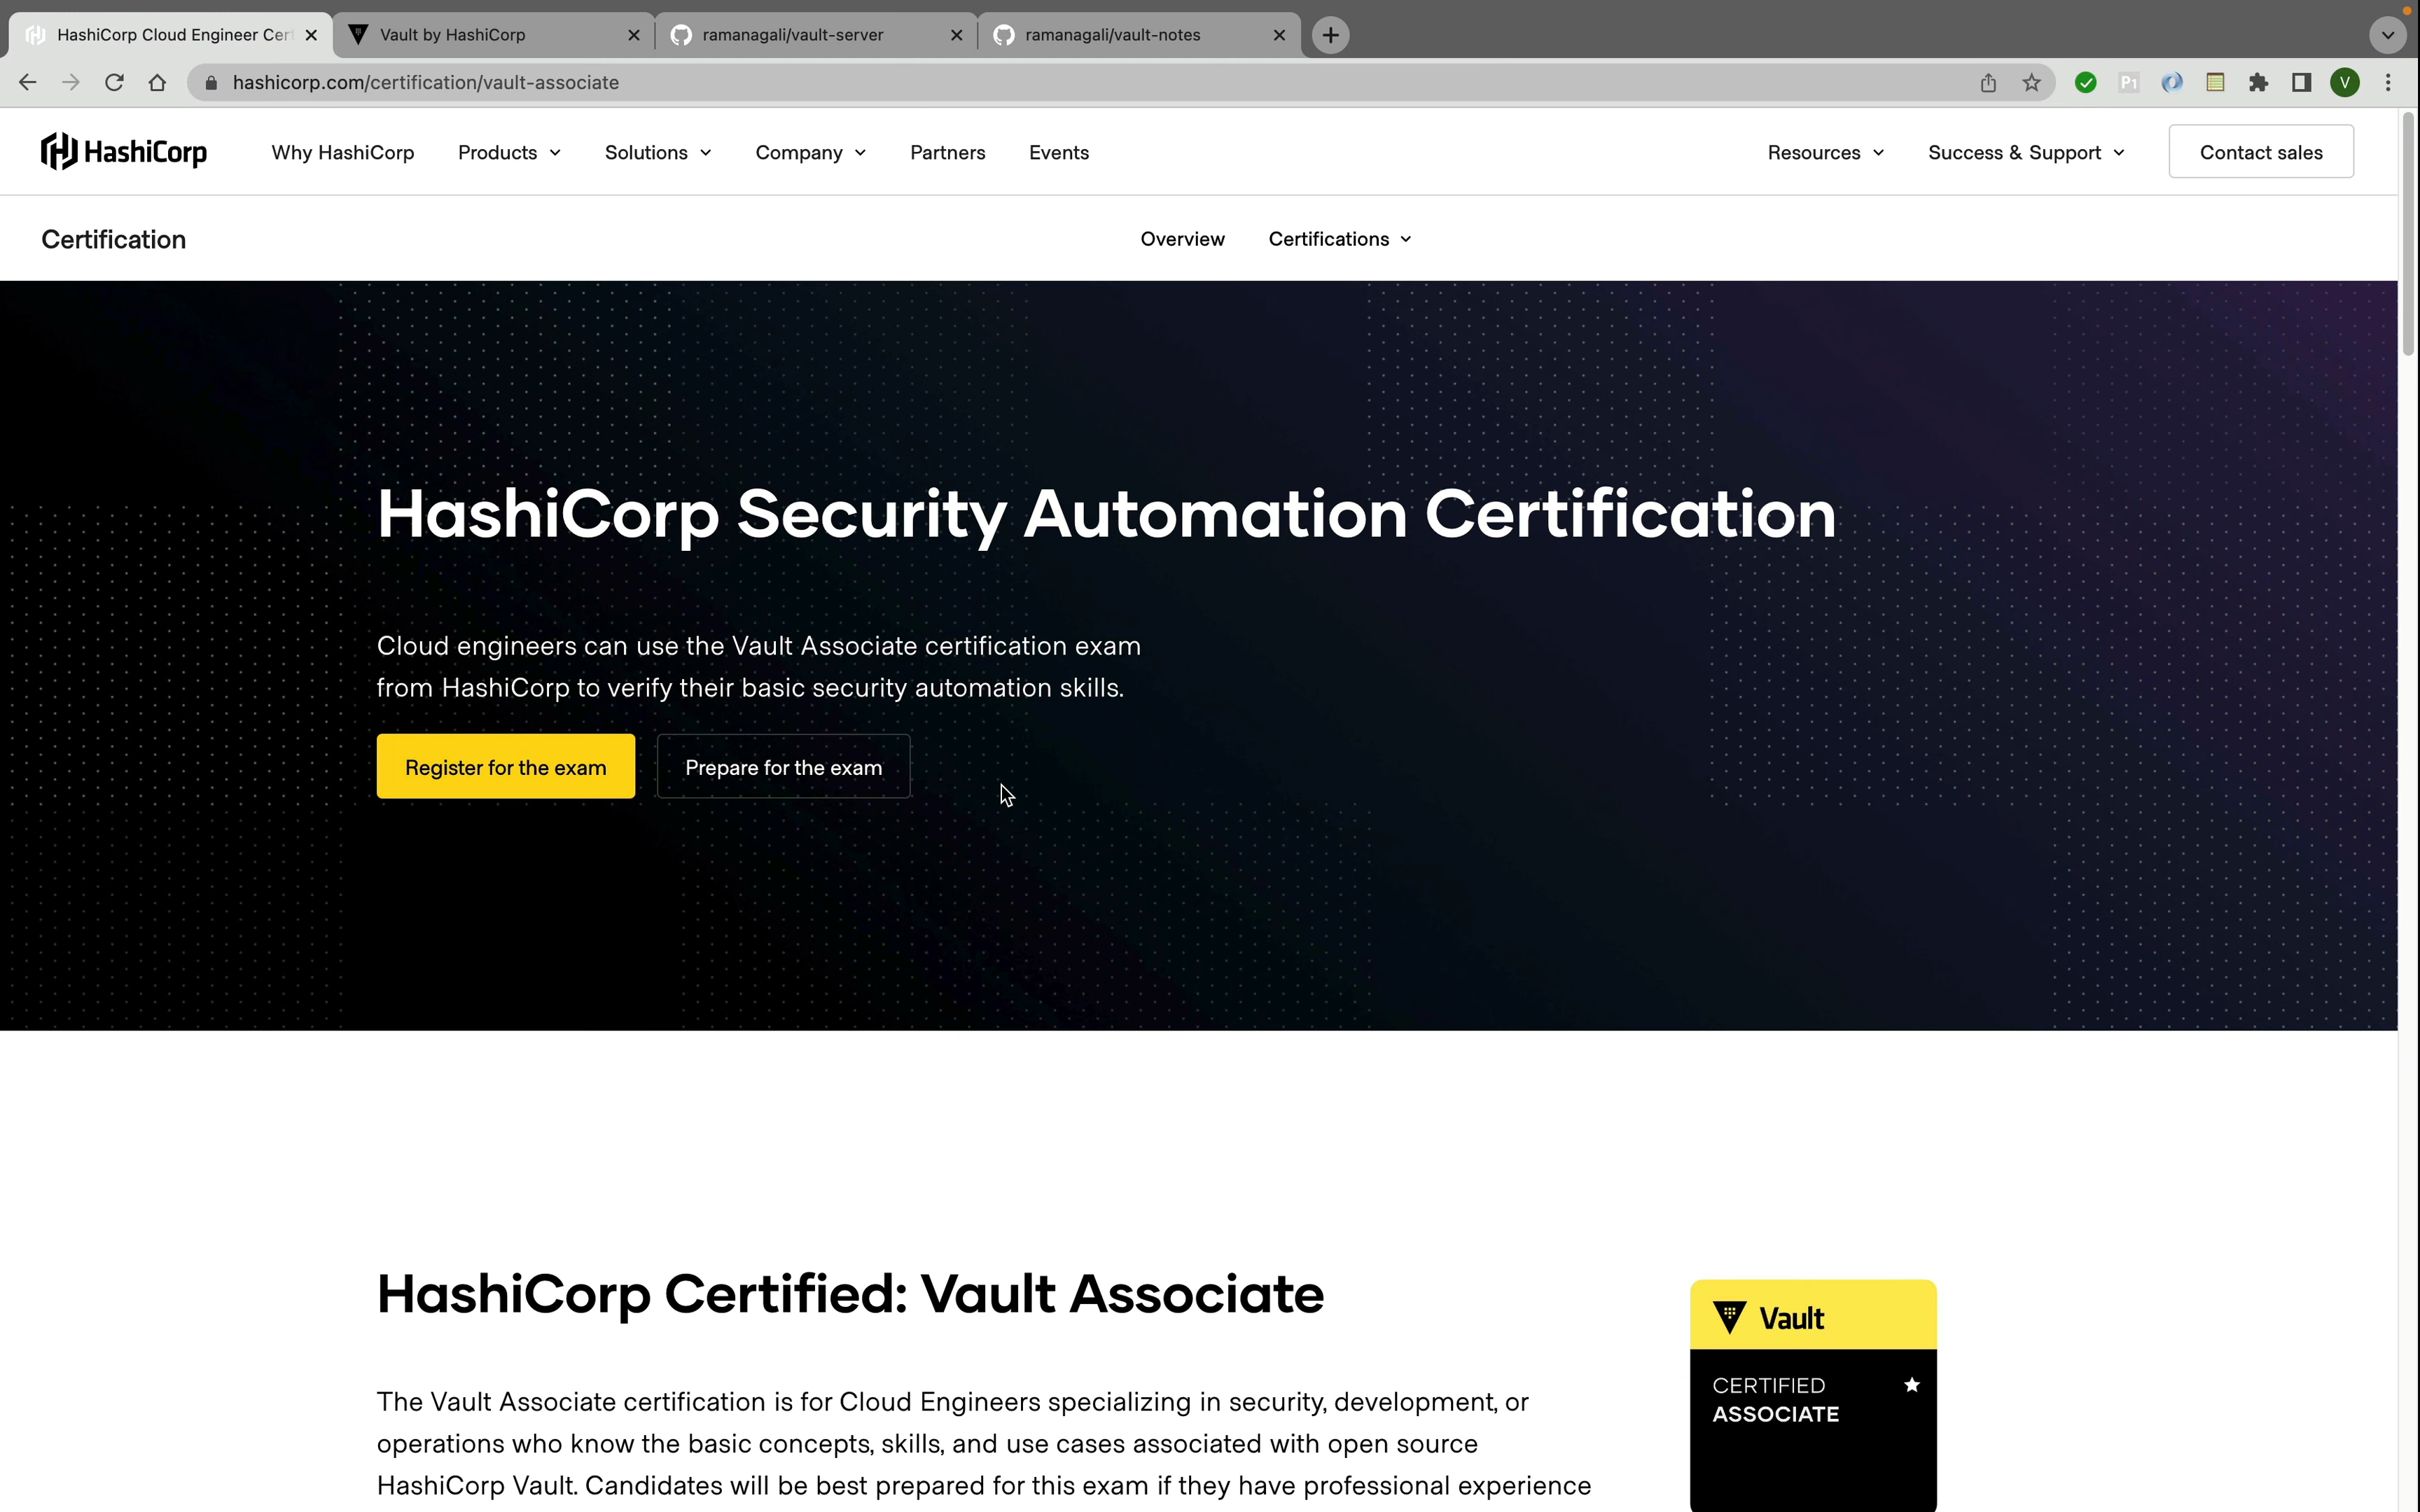 HashiCorp Cloud Engineer Cer
Vault by HashiCorp
ramanagali/vault-server
ramanagali/vault-notes
hashicorp.com/certification/vault-associate
P1
V
HashiCorp
Why HashiCorp
Products
Solutions
Company
Partners
Events
Resources
Success & Support
Contact sales
Certification
Overview
Certifications
HashiCorp Security Automation Certification
Cloud engineers can use the Vault Associate certification exam
from HashiCorp to verify their basic security automation skills.
Register for the exam
Prepare for the exam
HashiCorp Certified: Vault Associate
The Vault Associate certification is for Cloud Engineers specializing in security, development, or
operations who know the basic concepts, skills, and use cases associated with open source
HashiCorp Vault. Candidates will be best prepared for this exam if they have professional experience
Vault
CERTIFIED
ASSOCIATE